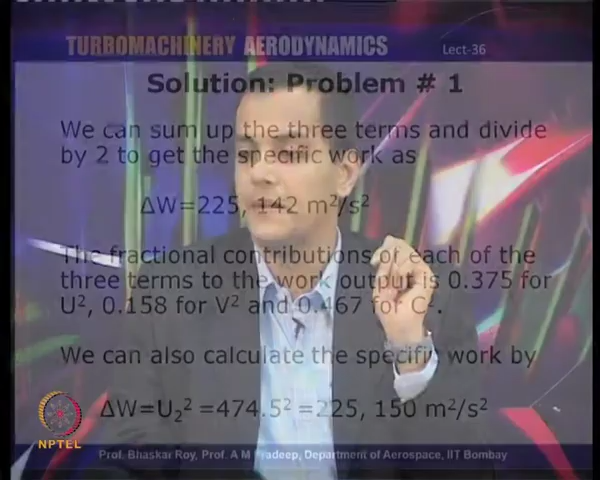 TURBOMACHINERY AERODYNAMICS
Lect-36
Solution: Problem # 1
We can sum up the three terms and divide
by 2 to get the specific work as
ΔW=225, 142 m²/s²
The fractional contributions of each of the
three terms to the work output is 0.375 for
U², 0.158 for V² and 0.467 for C².
We can also calculate the specific work by
ΔW=U₂² =474.5² =225, 150 m²/s²
NPTEL
Prof. Bhaskar Roy, Prof. A M Pradeep, Department of Aerospace, IIT Bombay